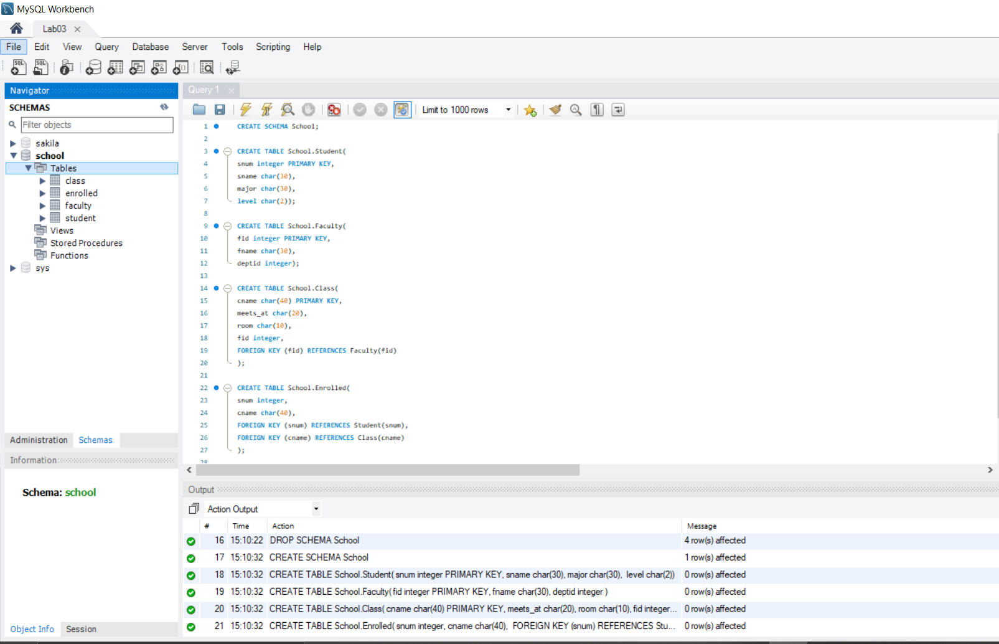 MySQL Workbench
Lab03
File Edit View Query Database Server Tools Scripting Help
Navigator
SCHEMAS
Filter objects
sakila
school
Tables
class
enrolled
faculty
student
Views
Stored Procedures
Functions
sys
Administration Schemas
Information
Schema: school
Object Info Session
Query 1
Limit to 1000 rows
1 CREATE SCHEMA School;
2
3 CREATE TABLE School.Student(
4 snum integer PRIMARY KEY,
5 sname char(30),
6 major char(30),
7 level char(2));
8
9 CREATE TABLE School.Faculty(
10 fid integer PRIMARY KEY,
11 fname char(30),
12 deptid integer);
13
14 CREATE TABLE School.Class(
15 cname char(40) PRIMARY KEY,
16 meets_at char(20),
17 room char(10),
18 fid integer,
19 FOREIGN KEY (fid) REFERENCES Faculty(fid)
20 );
21
22 CREATE TABLE School.Enrolled(
23 snum integer,
24 cname char(40),
25 FOREIGN KEY (snum) REFERENCES Student(snum),
26 FOREIGN KEY (cname) REFERENCES Class(cname)
27 );
28
Output
Action Output
# Time Action Message
16 15:10:22 DROP SCHEMA School 4 row(s) affected
17 15:10:32 CREATE SCHEMA School 1 row(s) affected
18 15:10:32 CREATE TABLE School.Student( snum integer PRIMARY KEY, sname char(30), major char(30), level char(2)) 0 row(s) affected
19 15:10:32 CREATE TABLE School.Faculty( fid integer PRIMARY KEY, fname char(30), deptid integer ) 0 row(s) affected
20 15:10:32 CREATE TABLE School.Class( cname char(40) PRIMARY KEY, meets_at char(20), room char(10), fid integer... 0 row(s) affected
21 15:10:32 CREATE TABLE School.Enrolled( snum integer, cname char(40), FOREIGN KEY (snum) REFERENCES Stu... 0 row(s) affected